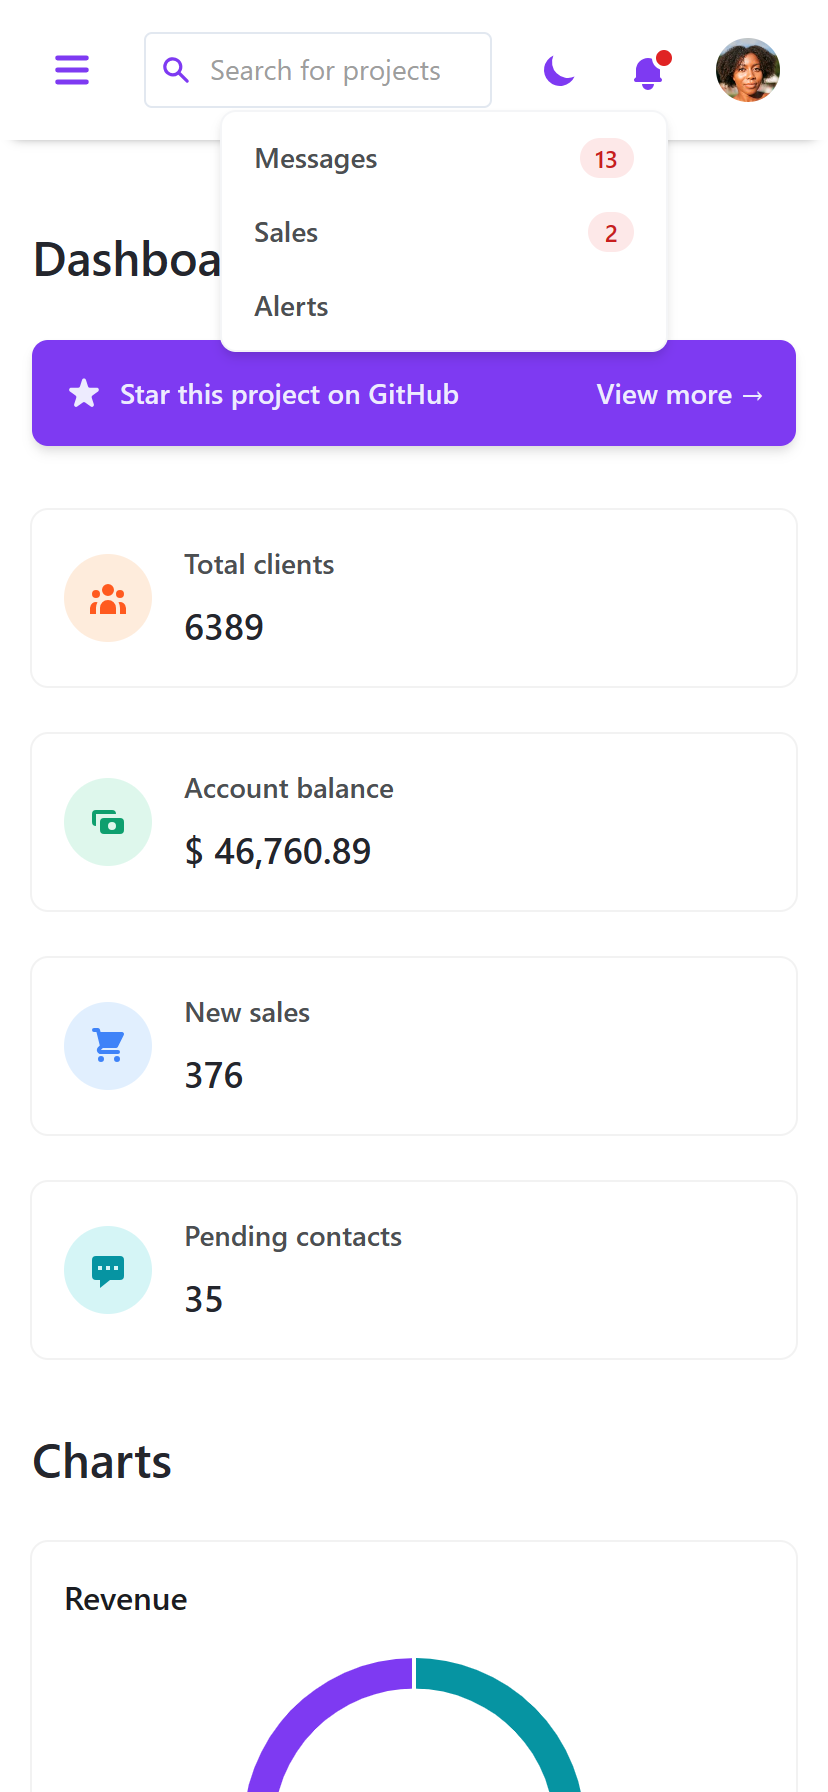 Search for projects
Messages 13
Sales 2
Alerts
Dashboa
Star this project on GitHub View more →
Total clients
6389
Account balance
$ 46,760.89
New sales
376
Pending contacts
35
Charts
Revenue